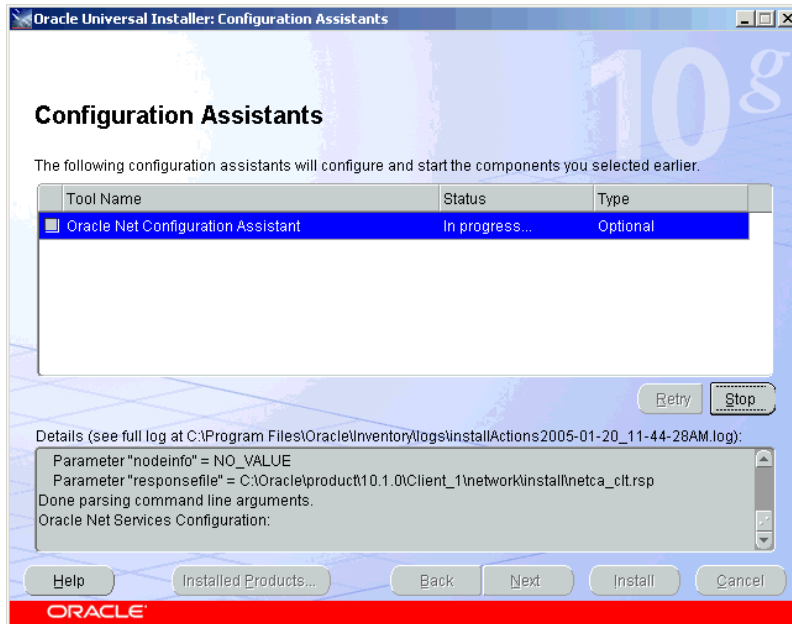 Oracle Universal Installer: Configuration Assistants
10g
Configuration Assistants
The following configuration assistants will configure and start the components you selected earlier.
Tool Name Status Type
Oracle Net Configuration Assistant In progress... Optional
Retry Stop
Details (see full log at C:\Program Files\Oracle\Inventory\logs\installActions2005-01-20_11-44-28AM.log):
Parameter "nodeinfo" = NO_VALUE
Parameter "responsefile" = C:\Oracle\product\10.1.0\Client_1\network\install\netca_clt.rsp
Done parsing command line arguments.
Oracle Net Services Configuration:
Help Installed Products... Back Next Install Cancel
ORACLE